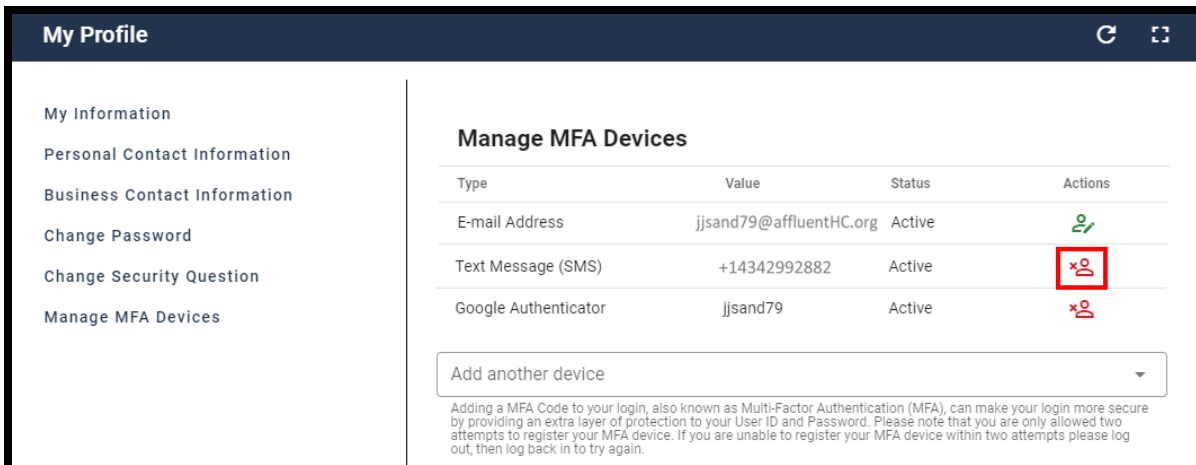 My Profile
My Information
Personal Contact Information
Business Contact Information
Change Password
Change Security Question
Manage MFA Devices
Manage MFA Devices
Type Value Status Actions
E-mail Address jjsand79@affluentHC.org Active
Text Message (SMS) +14342992882 Active
Google Authenticator jjsand79 Active
Add another device
Adding a MFA Code to your login, also known as Multi-Factor Authentication (MFA), can make your login more secure
by providing an extra layer of protection to your User ID and Password. Please note that you are only allowed two
attempts to register your MFA device. If you are unable to register your MFA device within two attempts please log
out, then log back in to try again.